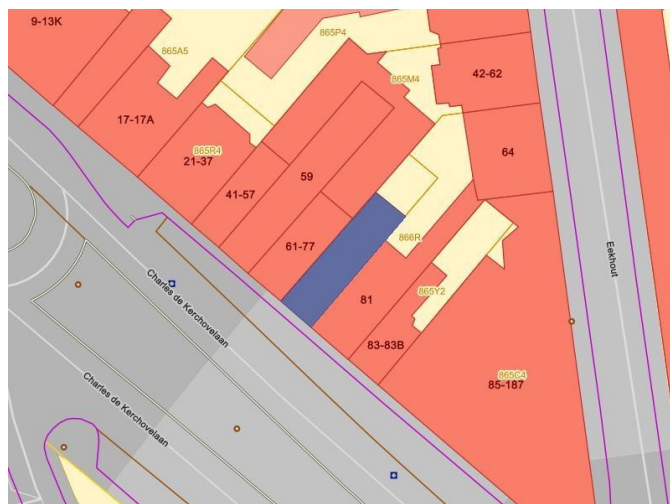 9-13K
865A5
865P4
865M4
42-62
17-17A
865R4
21-37
64
59
41-57
61-77
866R
Eekhout
81
865Y2
83-83B
Charles de Kerchovelaan
Charles de Kerchovelaan
865C4
85-187